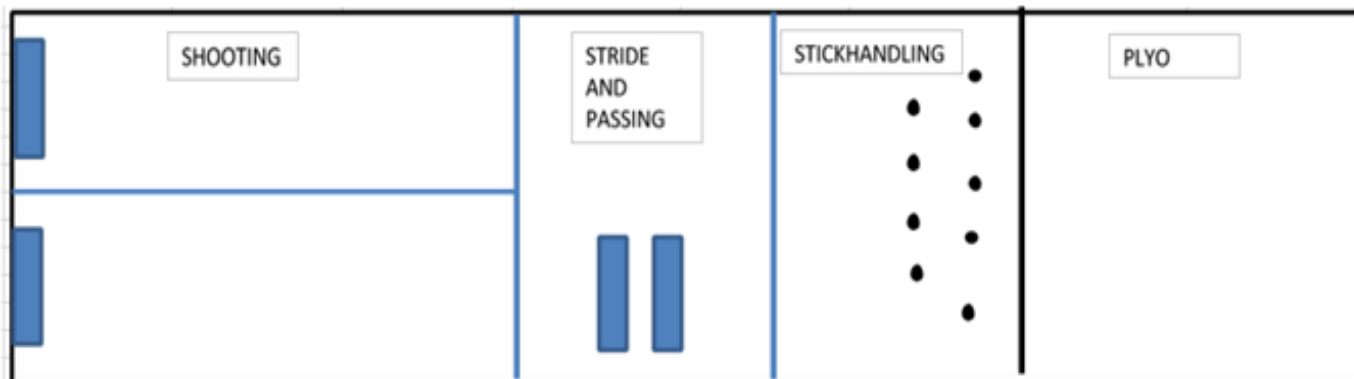 SHOOTING
STRIDE
AND
PASSING
STICKHANDLING
PLYO